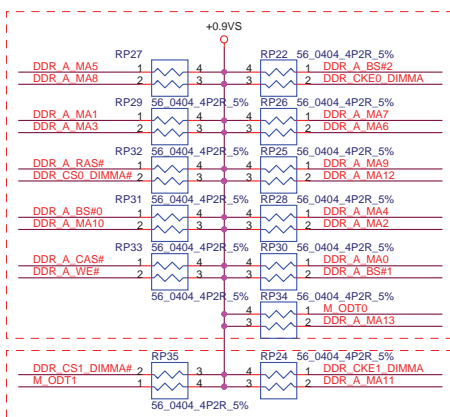 +0.9VS
RP27 RP22 56_0404_4P2R_5%
DDR_A_MA5 1 4 4 1 DDR_A_BS#2
DDR_A_MA8 2 3 3 2 DDR_CKE0_DIMMA
RP29 56_0404_4P2R_5% RP26 56_0404_4P2R_5%
DDR_A_MA1 1 4 4 1 DDR_A_MA7
DDR_A_MA3 2 3 3 2 DDR_A_MA6
RP32 56_0404_4P2R_5% RP25 56_0404_4P2R_5%
DDR_A_RAS# 1 4 4 1 DDR_A_MA9
DDR_CS0_DIMMA# 2 3 3 2 DDR_A_MA12
RP31 56_0404_4P2R_5% RP28 56_0404_4P2R_5%
DDR_A_BS#0 1 4 4 1 DDR_A_MA4
DDR_A_MA10 2 3 3 2 DDR_A_MA2
RP33 56_0404_4P2R_5% RP30 56_0404_4P2R_5%
DDR_A_CAS# 1 4 4 1 DDR_A_MA0
DDR_A_WE# 2 3 3 2 DDR_A_BS#1
56_0404_4P2R_5% RP34 56_0404_4P2R_5%
4 1 M_ODT0
3 2 DDR_A_MA13
RP35 RP24 56_0404_4P2R_5%
DDR_CS1_DIMMA# 2 3 4 1 DDR_CKE1_DIMMA
M_ODT1 1 4 3 2 DDR_A_MA11
56_0404_4P2R_5%